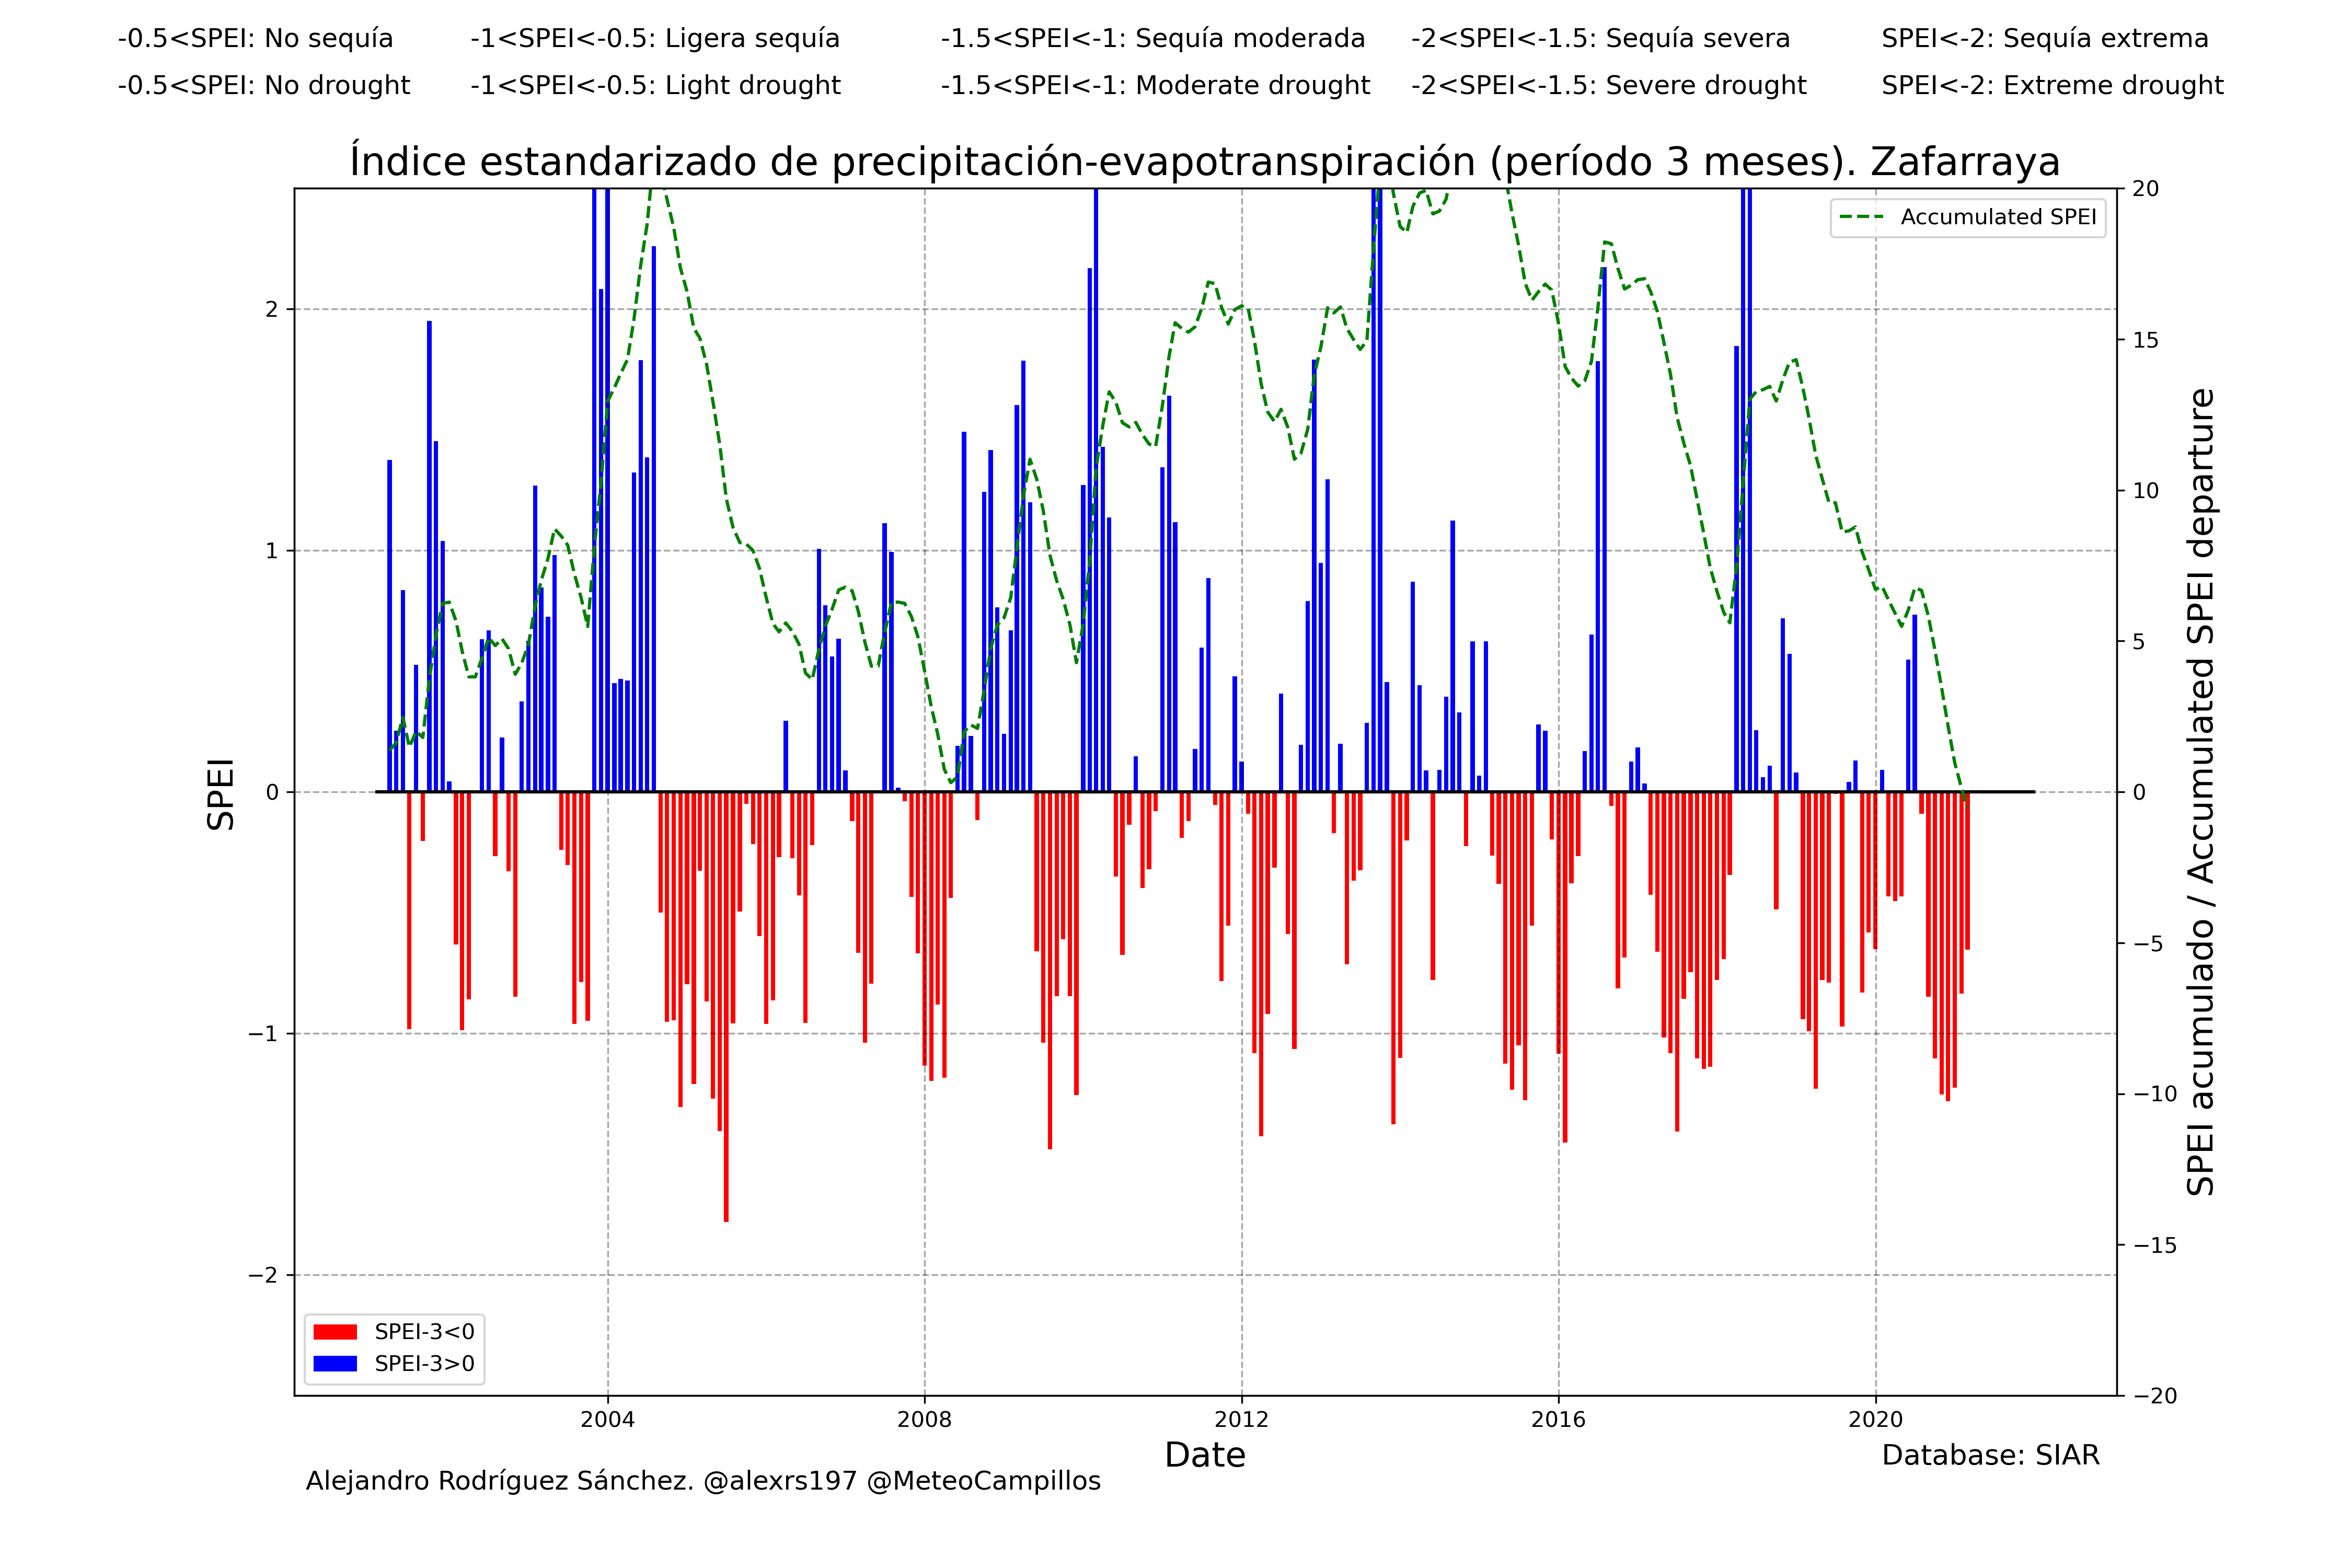 -0.5<SPEI: No sequía
-1<SPEI<-0.5: Ligera sequía
-1.5<SPEI<-1: Sequía moderada
-2<SPEI<-1.5: Sequía severa
SPEI<-2: Sequía extrema
-0.5<SPEI: No drought
-1<SPEI<-0.5: Light drought
-1.5<SPEI<-1: Moderate drought
-2<SPEI<-1.5: Severe drought
SPEI<-2: Extreme drought
Índice estandarizado de precipitación-evapotranspiración (período 3 meses). Zafarraya
Accumulated SPEI
SPEI
2
1
0
−1
−2
20
15
10
5
0
−5
−10
−15
−20
SPEI acumulado / Accumulated SPEI departure
SPEI-3<0
SPEI-3>0
2004
2008
2012
2016
2020
Date
Database: SIAR
Alejandro Rodríguez Sánchez. @alexrs197 @MeteoCampillos